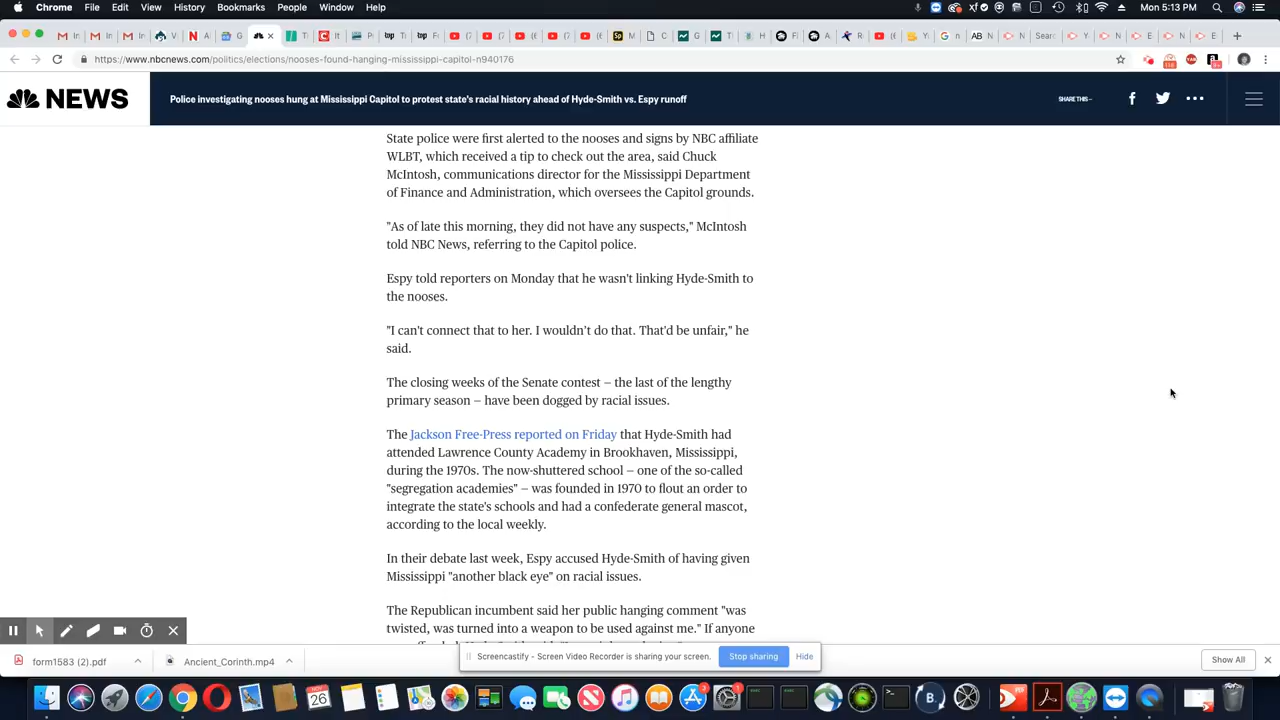 Chrome File Edit View History Bookmarks People Window Help
Mon 5:13 PM
https://www.nbcnews.com/politics/elections/nooses-found-hanging-mississippi-capitol-n940176
NEWS
Police investigating nooses hung at Mississippi Capitol to protest state's racial history ahead of Hyde-Smith vs. Espy runoff
SHARE THIS —
State police were first alerted to the nooses and signs by NBC affiliate
WLBT, which received a tip to check out the area, said Chuck
McIntosh, communications director for the Mississippi Department
of Finance and Administration, which oversees the Capitol grounds.
"As of late this morning, they did not have any suspects," McIntosh
told NBC News, referring to the Capitol police.
Espy told reporters on Monday that he wasn't linking Hyde-Smith to
the nooses.
"I can't connect that to her. I wouldn't do that. That'd be unfair," he
said.
The closing weeks of the Senate contest — the last of the lengthy
primary season — have been dogged by racial issues.
The Jackson Free-Press reported on Friday that Hyde-Smith had
attended Lawrence County Academy in Brookhaven, Mississippi,
during the 1970s. The now-shuttered school — one of the so-called
"segregation academies" — was founded in 1970 to flout an order to
integrate the state's schools and had a confederate general mascot,
according to the local weekly.
In their debate last week, Espy accused Hyde-Smith of having given
Mississippi "another black eye" on racial issues.
The Republican incumbent said her public hanging comment "was
twisted, was turned into a weapon to be used against me." If anyone
Screencastify - Screen Video Recorder is sharing your screen.
Stop sharing
Hide
form1583 (2).pdf
Ancient_Corinth.mp4
Show All
NOV
26